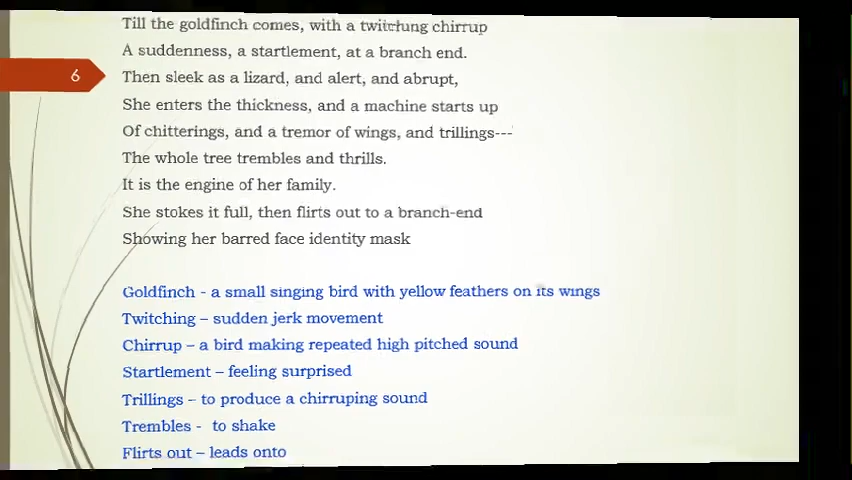 Till the goldfinch comes, with a twitching chirrup
A suddenness, a startlement, at a branch end.
6
Then sleek as a lizard, and alert, and abrupt,
She enters the thickness, and a machine starts up
Of chitterings, and a tremor of wings, and trillings---
The whole tree trembles and thrills.
It is the engine of her family.
She stokes it full, then flirts out to a branch-end
Showing her barred face identity mask
Goldfinch - a small singing bird with yellow feathers on its wings
Twitching – sudden jerk movement
Chirrup – a bird making repeated high pitched sound
Startlement – feeling surprised
Trillings – to produce a chirruping sound
Trembles - to shake
Flirts out – leads onto